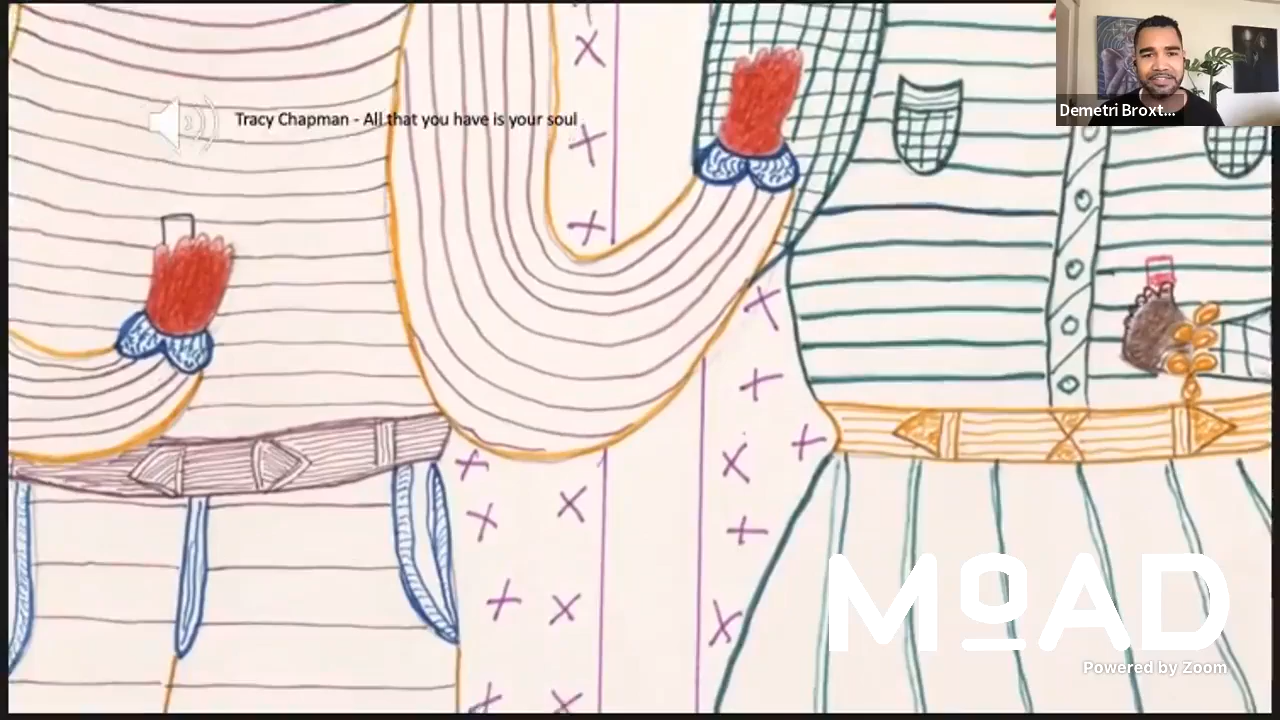 Tracy Chapman - All that you have is your soul
Demetri Broxt...
MOAD
Powered by Zoom